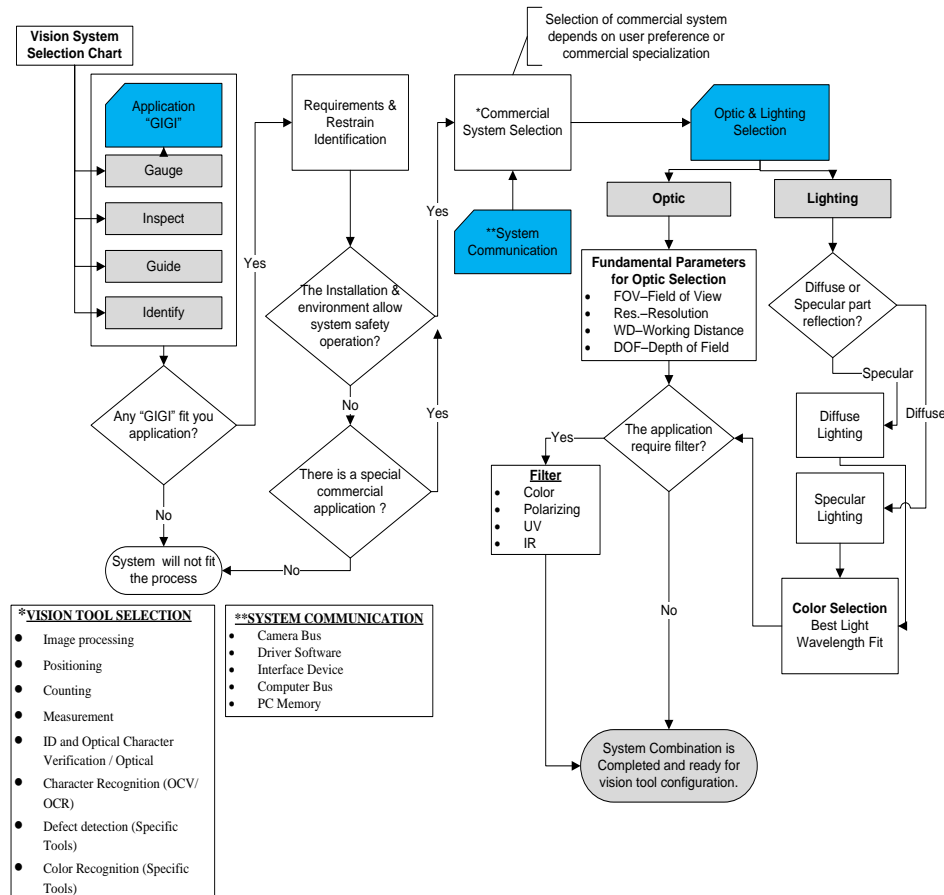 Vision System
Selection Chart
Application
“GIGI”
Gauge
Inspect
Guide
Identify
Any “GIGI” fit you
application?
Yes
No
System  will not fit
the process
Requirements &
Restrain
Identification
The Installation &
environment allow
system safety
operation?
No
Yes
There is a special
commercial
application ?
Yes
No
Selection of commercial system
depends on user preference or
commercial specialization
*Commercial
System Selection
**System
Communication
Optic & Lighting
Selection
Optic
Lighting
Fundamental Parameters
for Optic Selection
• FOV–Field of View
• Res.–Resolution
• WD–Working Distance
• DOF–Depth of Field
Diffuse or
Specular part
reflection?
Specular
Diffuse
Diffuse
Lighting
Specular
Lighting
Color Selection
Best Light
Wavelength Fit
The application
require filter?
Yes
No
Filter
• Color
• Polarizing
• UV
• IR
System Combination is
Completed and ready for
vision tool configuration.
*VISION TOOL SELECTION
• Image processing
• Positioning
• Counting
• Measurement
• ID and Optical Character
Verification / Optical
• Character Recognition (OCV/
OCR)
• Defect detection (Specific
Tools)
• Color Recognition (Specific
Tools)
**SYSTEM COMMUNICATION
• Camera Bus
• Driver Software
• Interface Device
• Computer Bus
• PC Memory